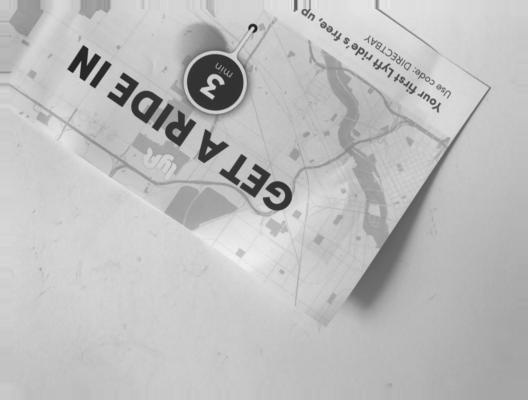 lyft
GET A RIDE IN
3
min
Your first Lyft ride's free, up
Use code: DIRECTBAY